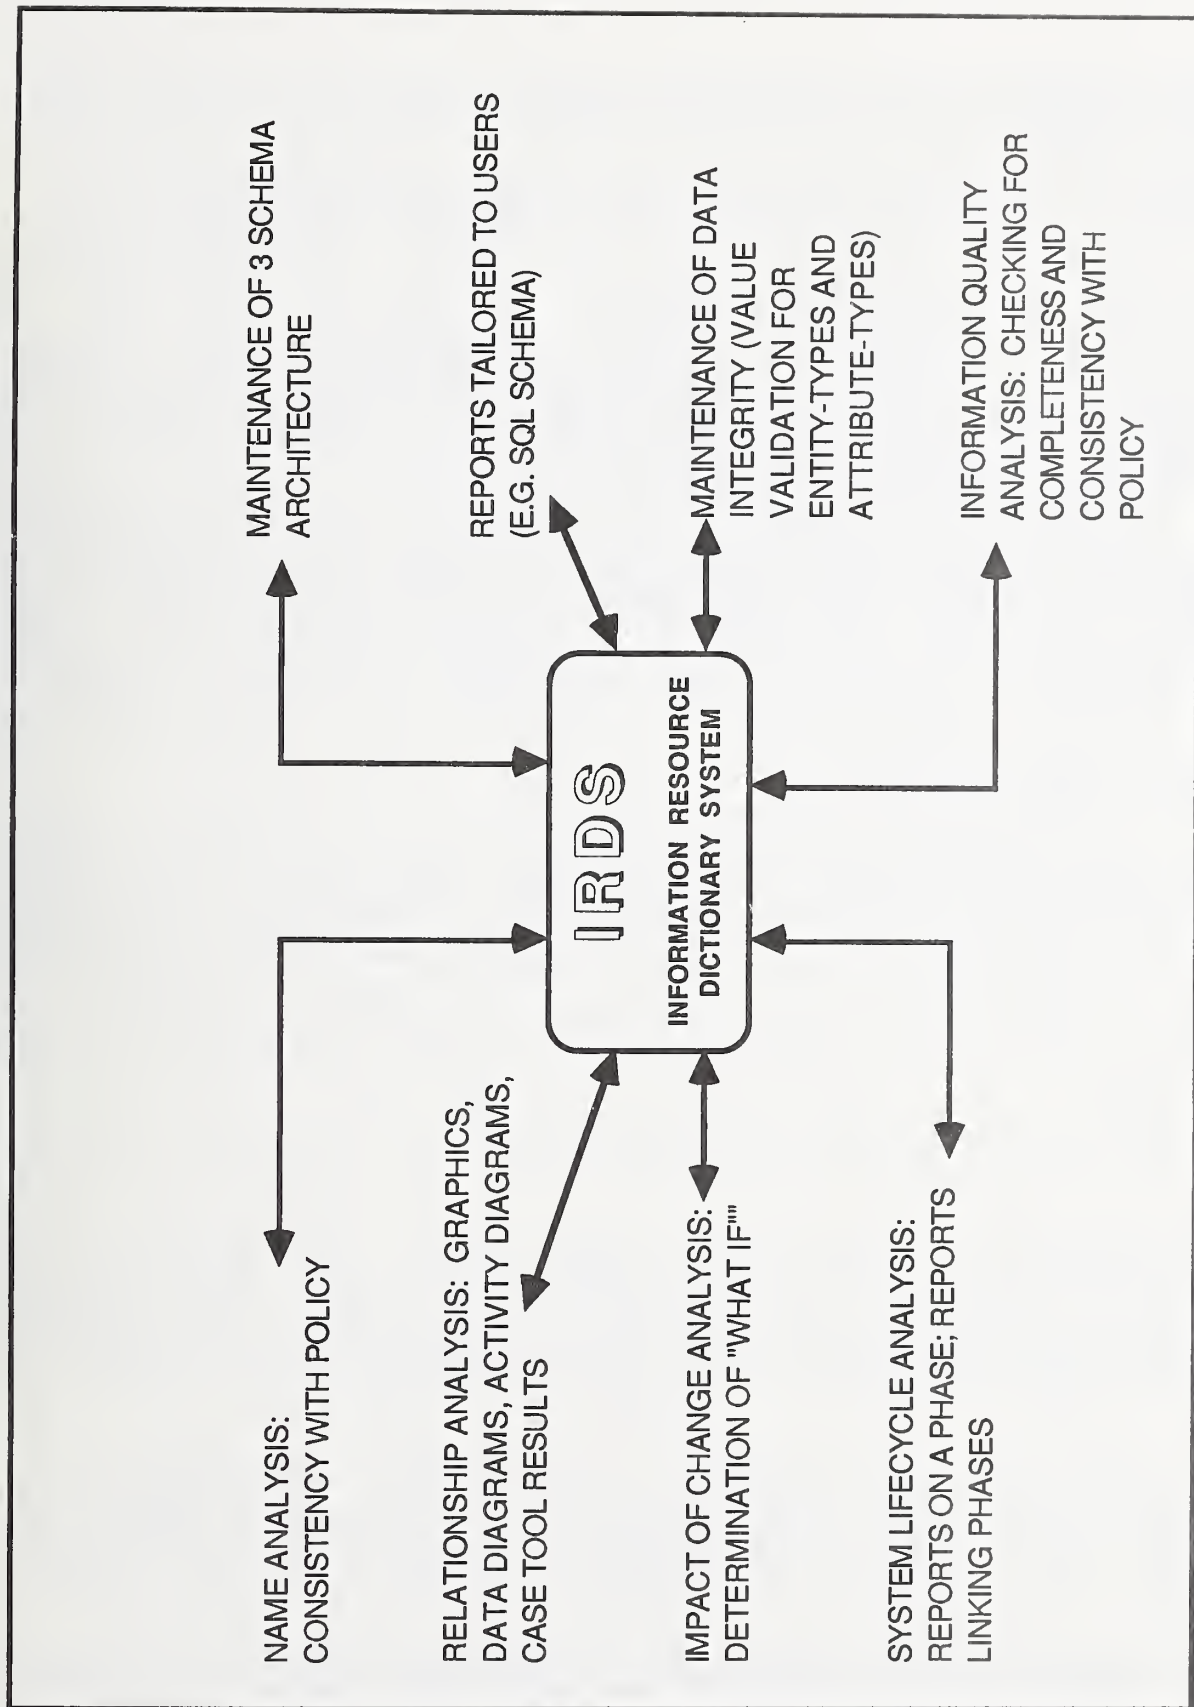 NAME ANALYSIS:
CONSISTENCY WITH POLICY
RELATIONSHIP ANALYSIS: GRAPHICS,
DATA DIAGRAMS, ACTIVITY DIAGRAMS,
CASE TOOL RESULTS
IMPACT OF CHANGE ANALYSIS:
DETERMINATION OF "WHAT IF""
SYSTEM LIFECYCLE ANALYSIS:
REPORTS ON A PHASE; REPORTS
LINKING PHASES
IRDS
INFORMATION RESOURCE
DICTIONARY SYSTEM
MAINTENANCE OF 3 SCHEMA
ARCHITECTURE
REPORTS TAILORED TO USERS
(E.G. SQL SCHEMA)
MAINTENANCE OF DATA
INTEGRITY (VALUE
VALIDATION FOR
ENTITY-TYPES AND
ATTRIBUTE-TYPES)
INFORMATION QUALITY
ANALYSIS: CHECKING FOR
COMPLETENESS AND
CONSISTENCY WITH
POLICY